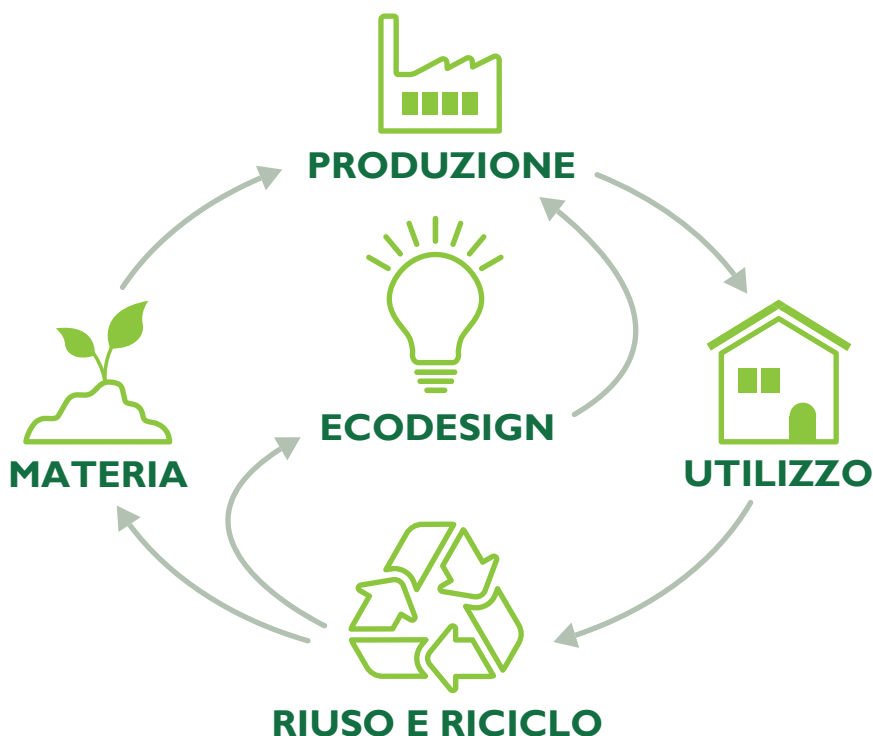 PRODUZIONE
ECODESIGN
MATERIA
UTILIZZO
RIUSO E RICICLO